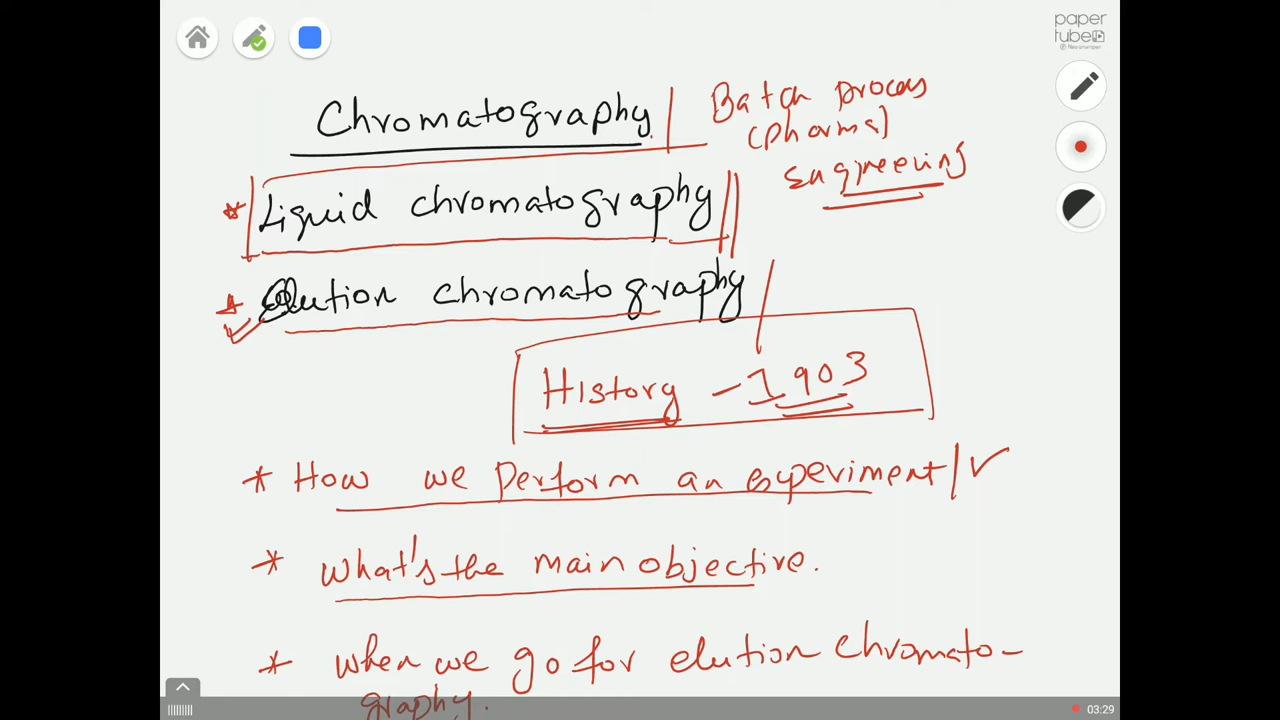 paper
tube
Chromatography
Batch process
(pharma)
Engineering
* Liquid chromatography
* Elution chromatography
History - 1903
* How we perform an experiment
* what's the main objective.
* when we go for elution chromato-
graphy.
03:29